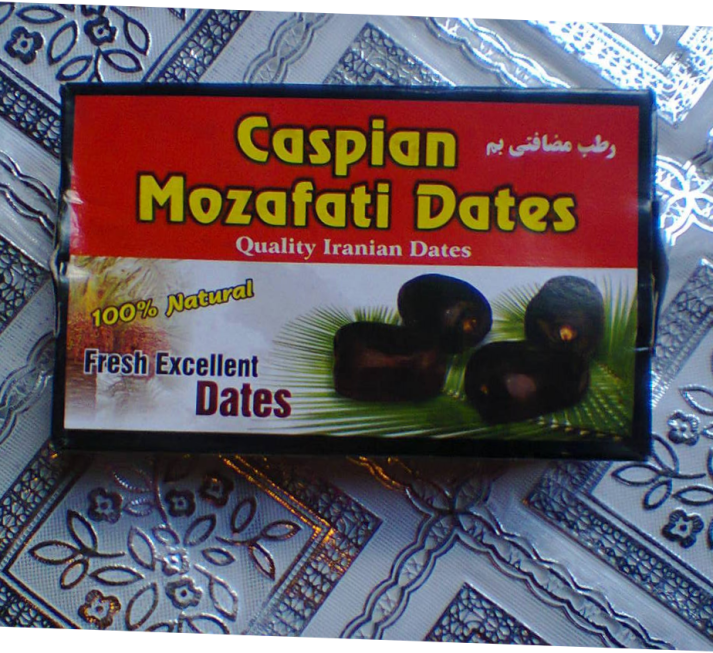 Caspian
رطب مضافتی بم
Mozafati Dates
Quality Iranian Dates
100% Natural
Fresh Excellent
Dates